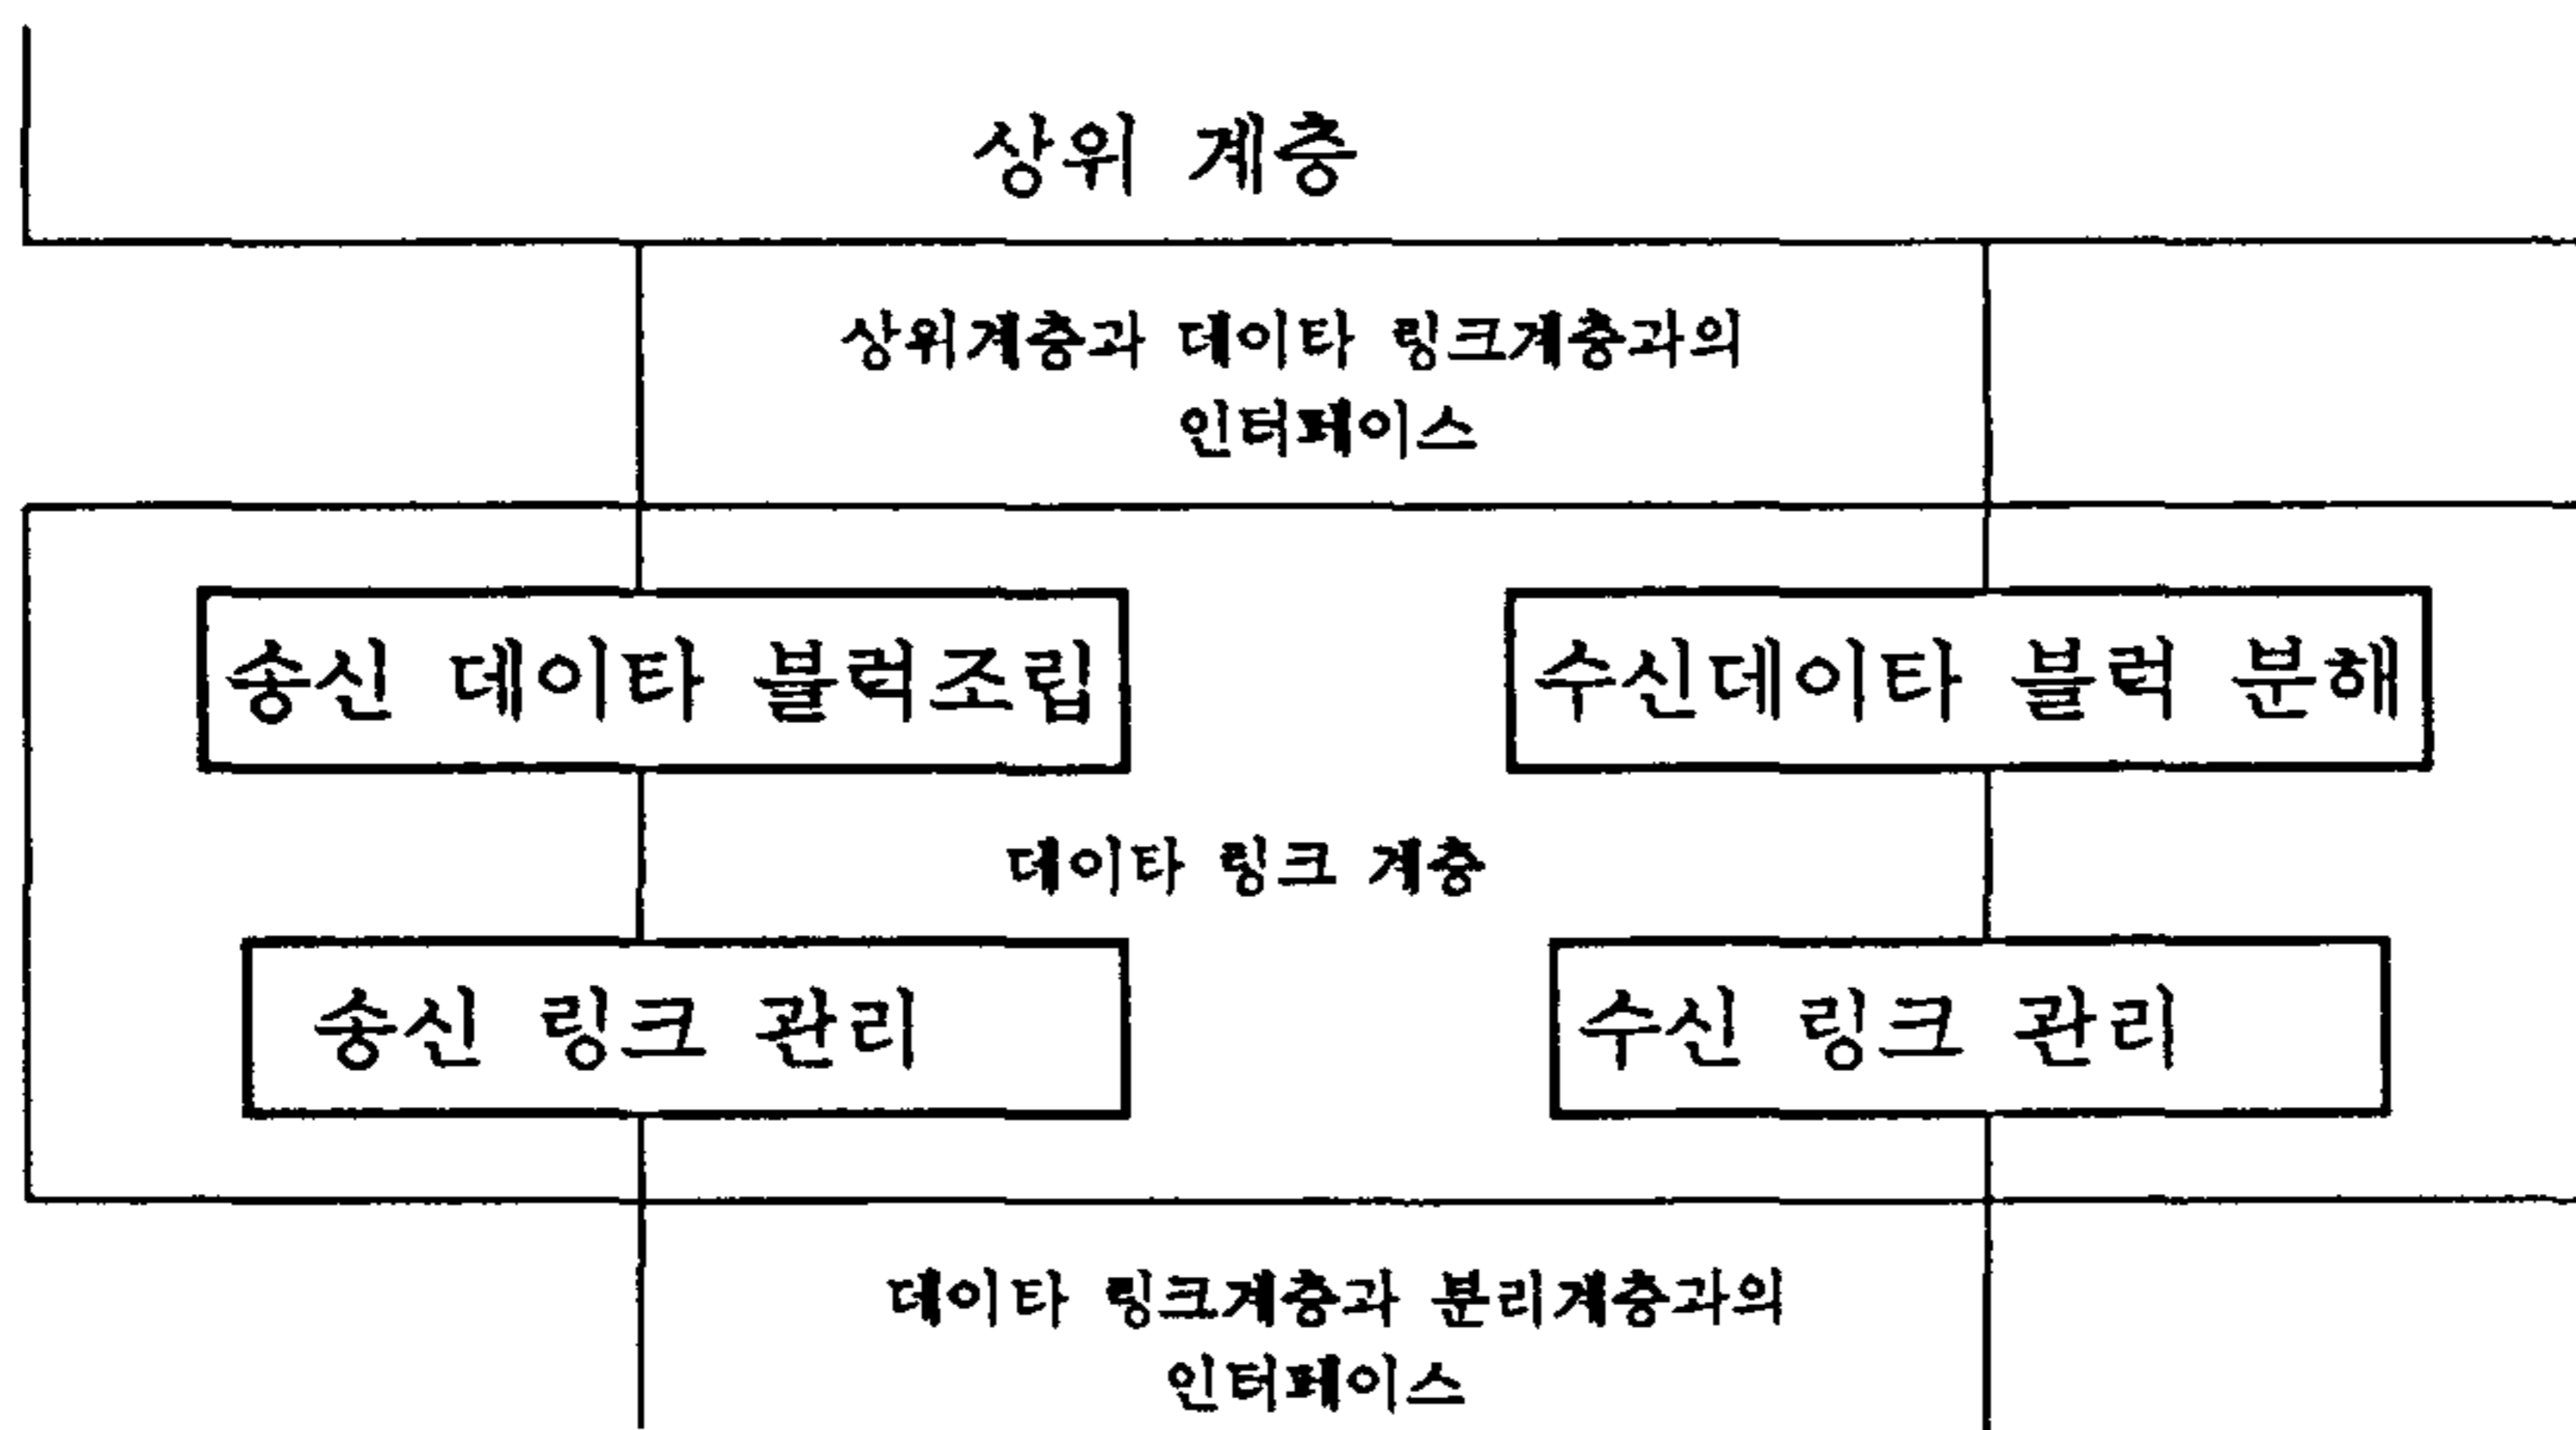 상위 계층
상위계층과 데이타 링크계층과의
인터페이스
송신 데이타 블럭조립
수신데이타 블럭 분해
데이타 링크 계층
송신 링크 관리
수신 링크 관리
데이타 링크계층과 분리계층과의
인터페이스